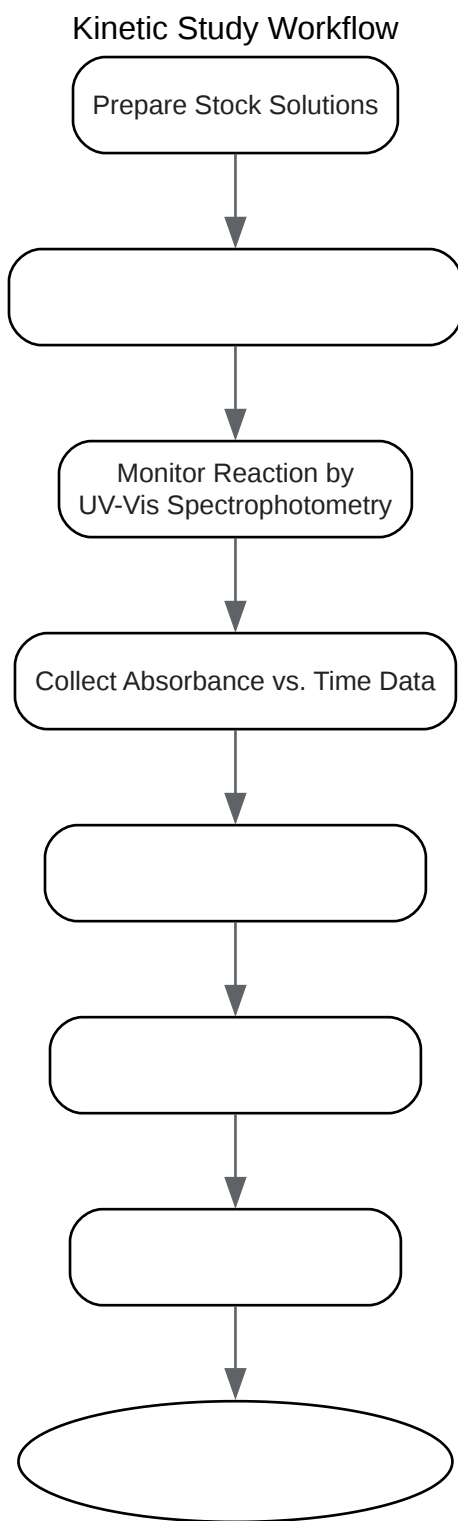 Kinetic Study Workflow
Prepare Stock Solutions
Monitor Reaction by
UV-Vis Spectrophotometry
Collect Absorbance vs. Time Data